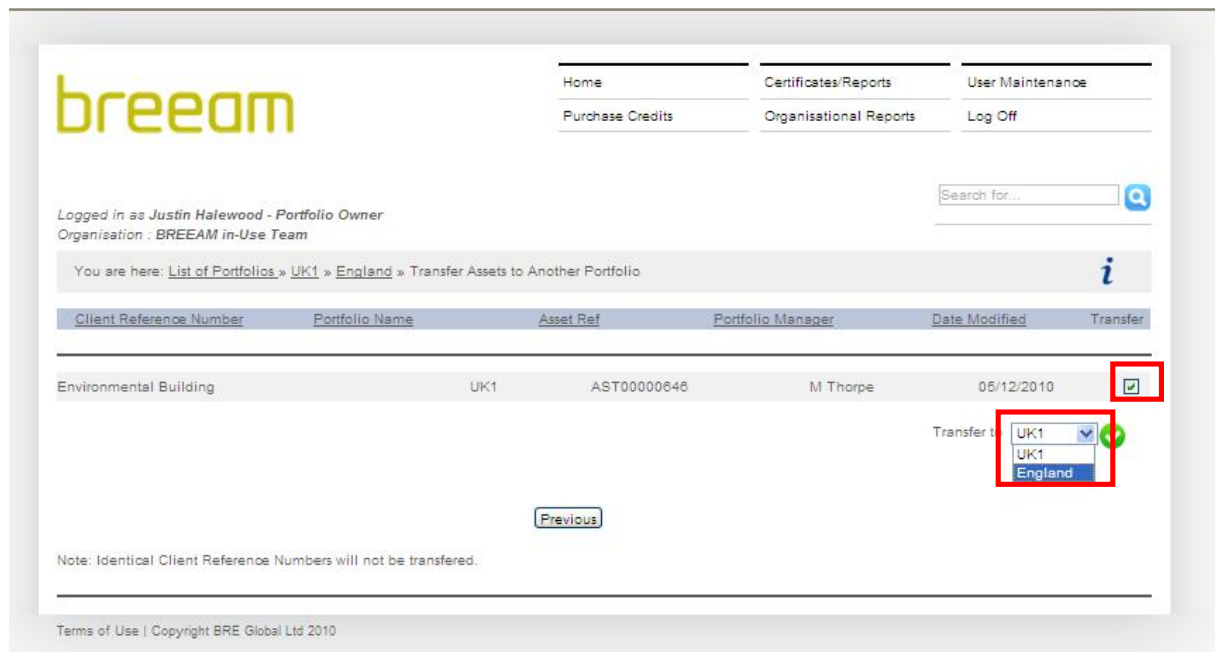 breeam
Home Certificates/Reports User Maintenance
Purchase Credits Organisational Reports Log Off
Search for...
Logged in as Justin Halewood - Portfolio Owner
Organisation : BREEAM in-Use Team
You are here: List of Portfolios » UK1 » England » Transfer Assets to Another Portfolio i
Client Reference Number Portfolio Name Asset Ref Portfolio Manager Date Modified Transfer
Environmental Building UK1 AST00000646 M Thorpe 05/12/2010
Transfer to UK1
UK1
England
Previous
Note: Identical Client Reference Numbers will not be transfered.
Terms of Use | Copyright BRE Global Ltd 2010